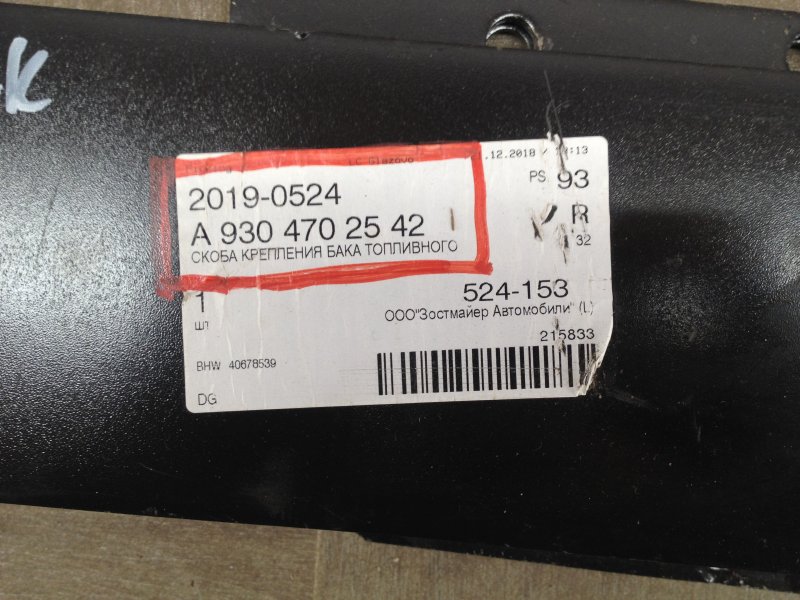 LC Glazovo
.12.2018 / :13
2019-0524
PS 93
A 930 470 25 42
R
СКОБА КРЕПЛЕНИЯ БАКА ТОПЛИВНОГО
32
1
524-153
шт
ООО"Зостмайер Автомобили" (L)
215833
BHW 40678539
DG